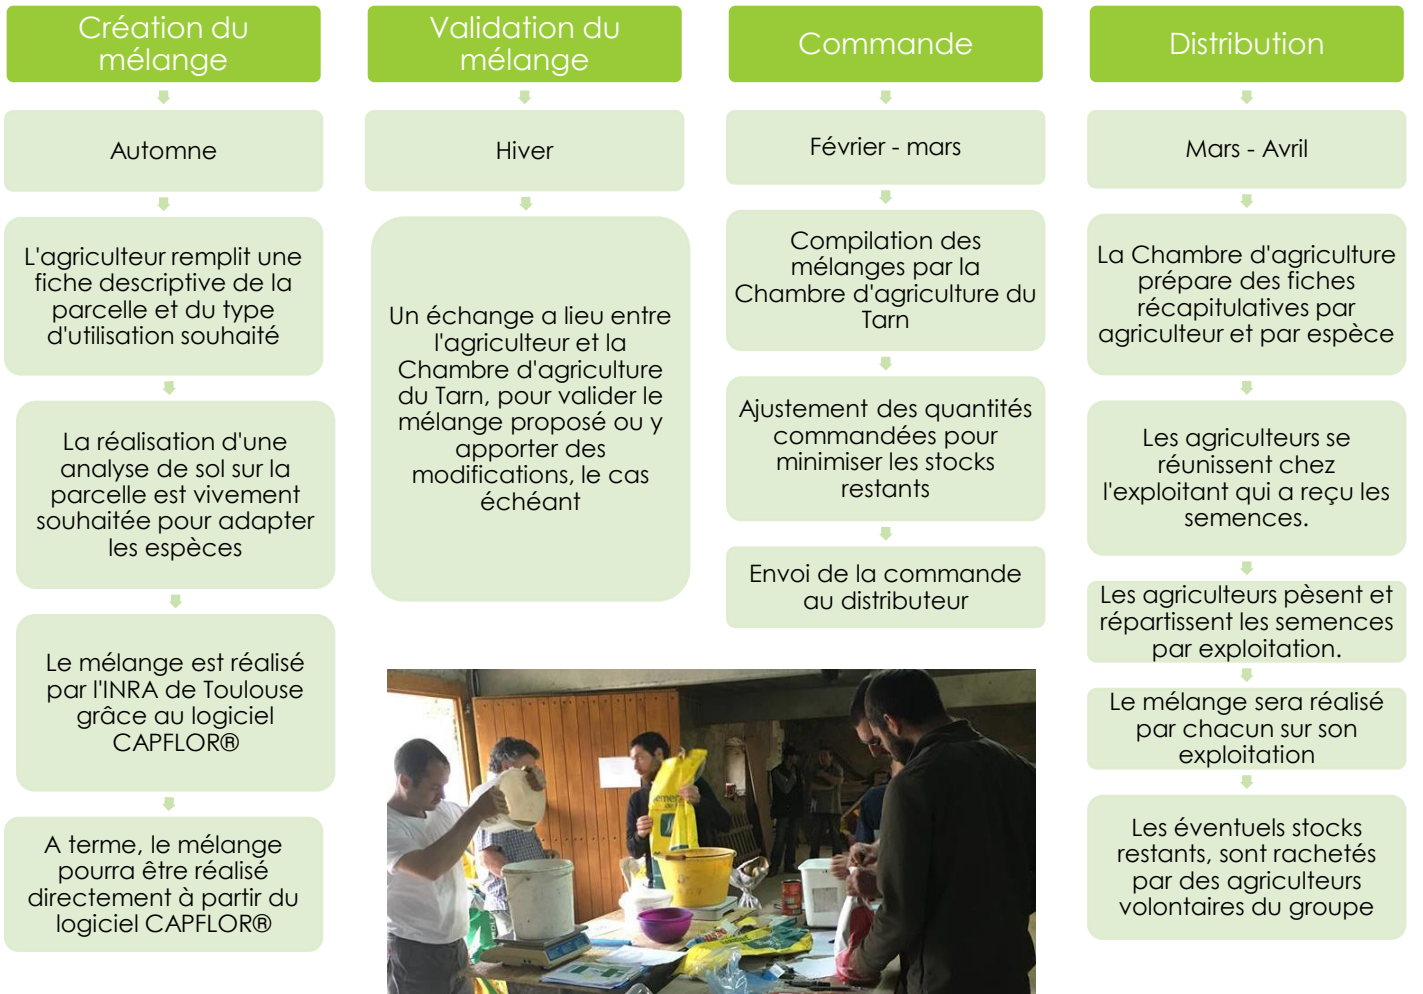 Création du
mélange
Automne
L'agriculteur remplit une
fiche descriptive de la
parcelle et du type
d'utilisation souhaité
La réalisation d'une
analyse de sol sur la
parcelle est vivement
souhaitée pour adapter
les espèces
Le mélange est réalisé
par l'INRA de Toulouse
grâce au logiciel
CAPFLOR®
A terme, le mélange
pourra être réalisé
directement à partir du
logiciel CAPFLOR®
Validation du
mélange
Hiver
Un échange a lieu entre
l'agriculteur et la
Chambre d'agriculture
du Tarn, pour valider le
mélange proposé ou y
apporter des
modifications, le cas
échéant
Commande
Février - mars
Compilation des
mélanges par la
Chambre d'agriculture du
Tarn
Ajustement des quantités
commandées pour
minimiser les stocks
restants
Envoi de la commande
au distributeur
Distribution
Mars - Avril
La Chambre d'agriculture
prépare des fiches
récapitulatives par
agriculteur et par espèce
Les agriculteurs se
réunissent chez
l'exploitant qui a reçu les
semences.
Les agriculteurs pèsent et
répartissent les semences
par exploitation.
Le mélange sera réalisé
par chacun sur son
exploitation
Les éventuels stocks
restants, sont rachetés
par des agriculteurs
volontaires du groupe